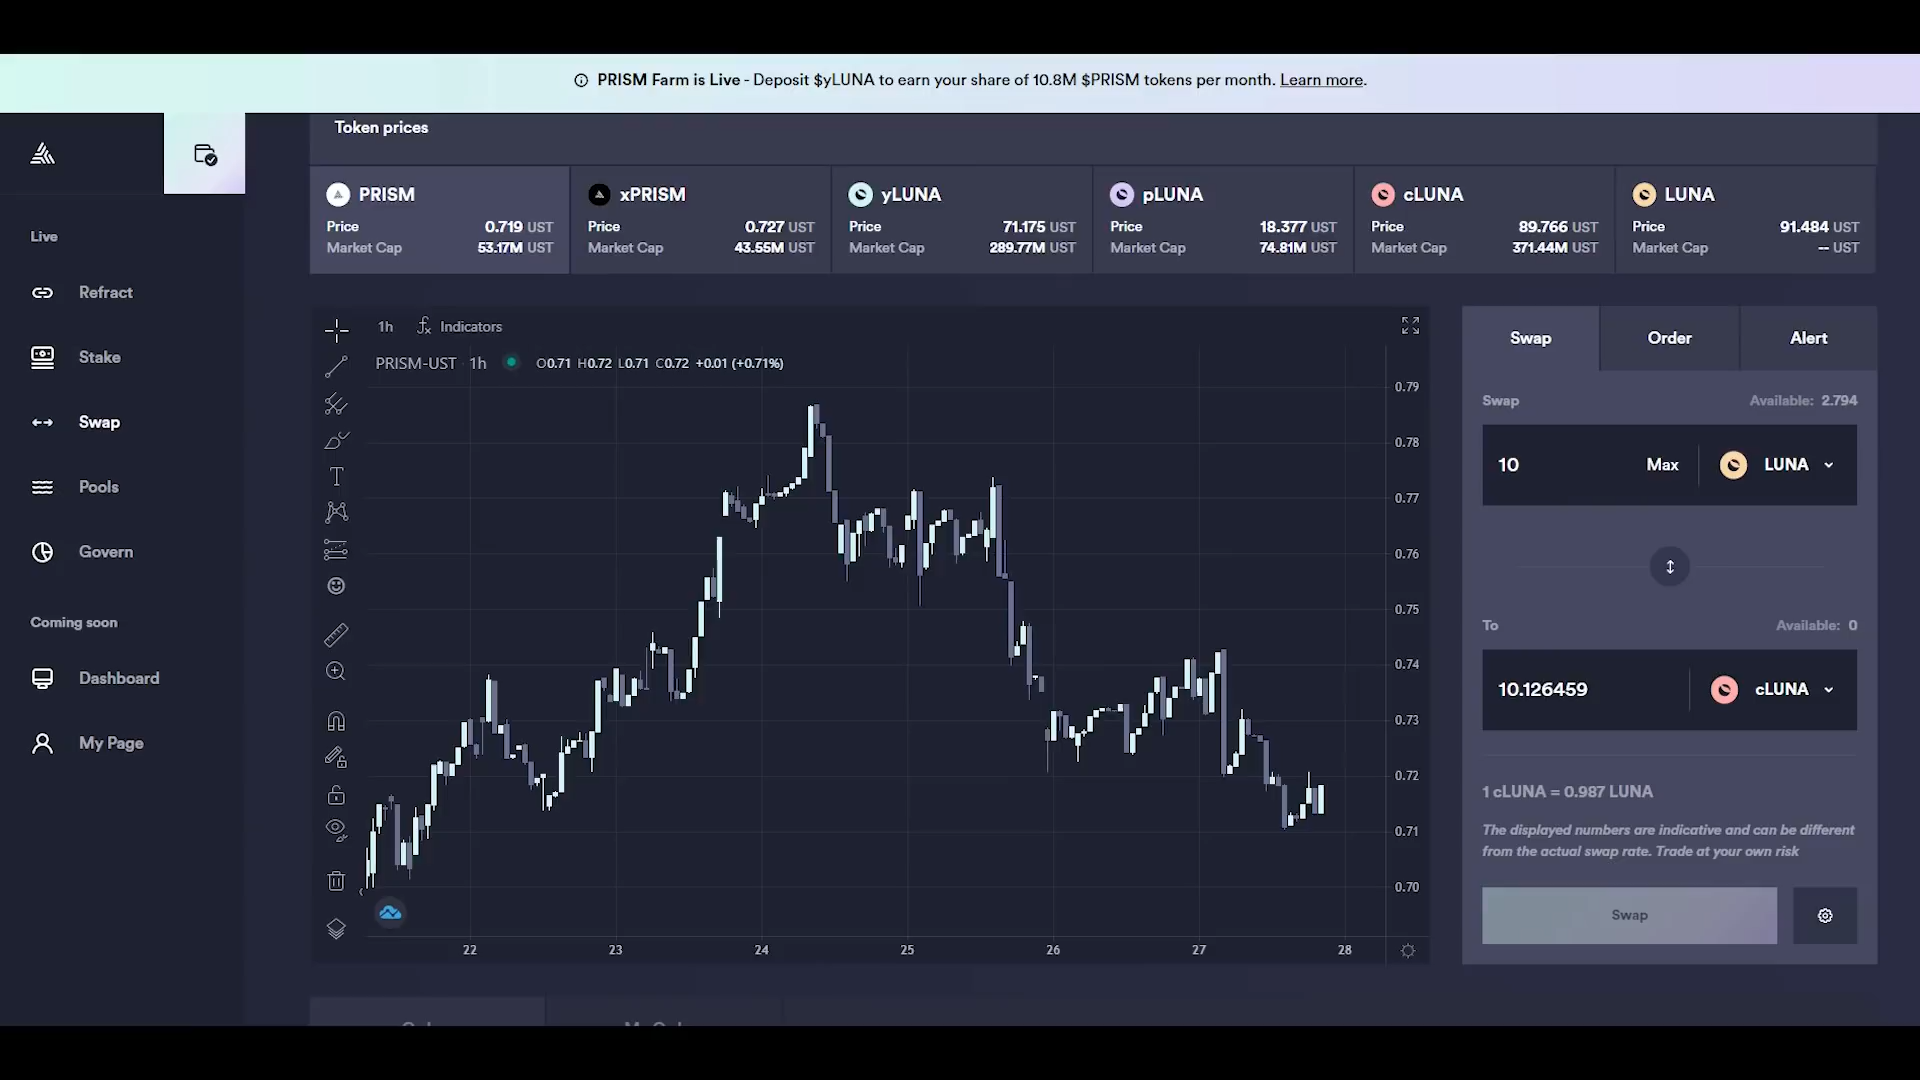 PRISM Farm is Live - Deposit $yLUNA to earn your share of 10.8M $PRISM tokens per month. Learn more.
Token prices
PRISM
Price 0.719 UST
Market Cap 53.17M UST
xPRISM
Price 0.727 UST
Market Cap 43.55M UST
yLUNA
Price 71.175 UST
Market Cap 289.77M UST
pLUNA
Price 18.377 UST
Market Cap 74.81M UST
cLUNA
Price 89.766 UST
Market Cap 371.44M UST
LUNA
Price 91.484 UST
Market Cap -- UST
Live
Refract
Stake
Swap
Pools
Govern
Coming soon
Dashboard
My Page
1h Indicators
PRISM-UST 1h O0.71 H0.72 L0.71 C0.72 +0.01 (+0.71%)
0.79
0.78
0.77
0.76
0.75
0.74
0.73
0.72
0.71
0.70
22 23 24 25 26 27 28
Swap Order Alert
Swap Available: 2.794
10 Max LUNA
To Available: 0
10.126459 cLUNA
1 cLUNA = 0.987 LUNA
The displayed numbers are indicative and can be different
from the actual swap rate. Trade at your own risk
Swap